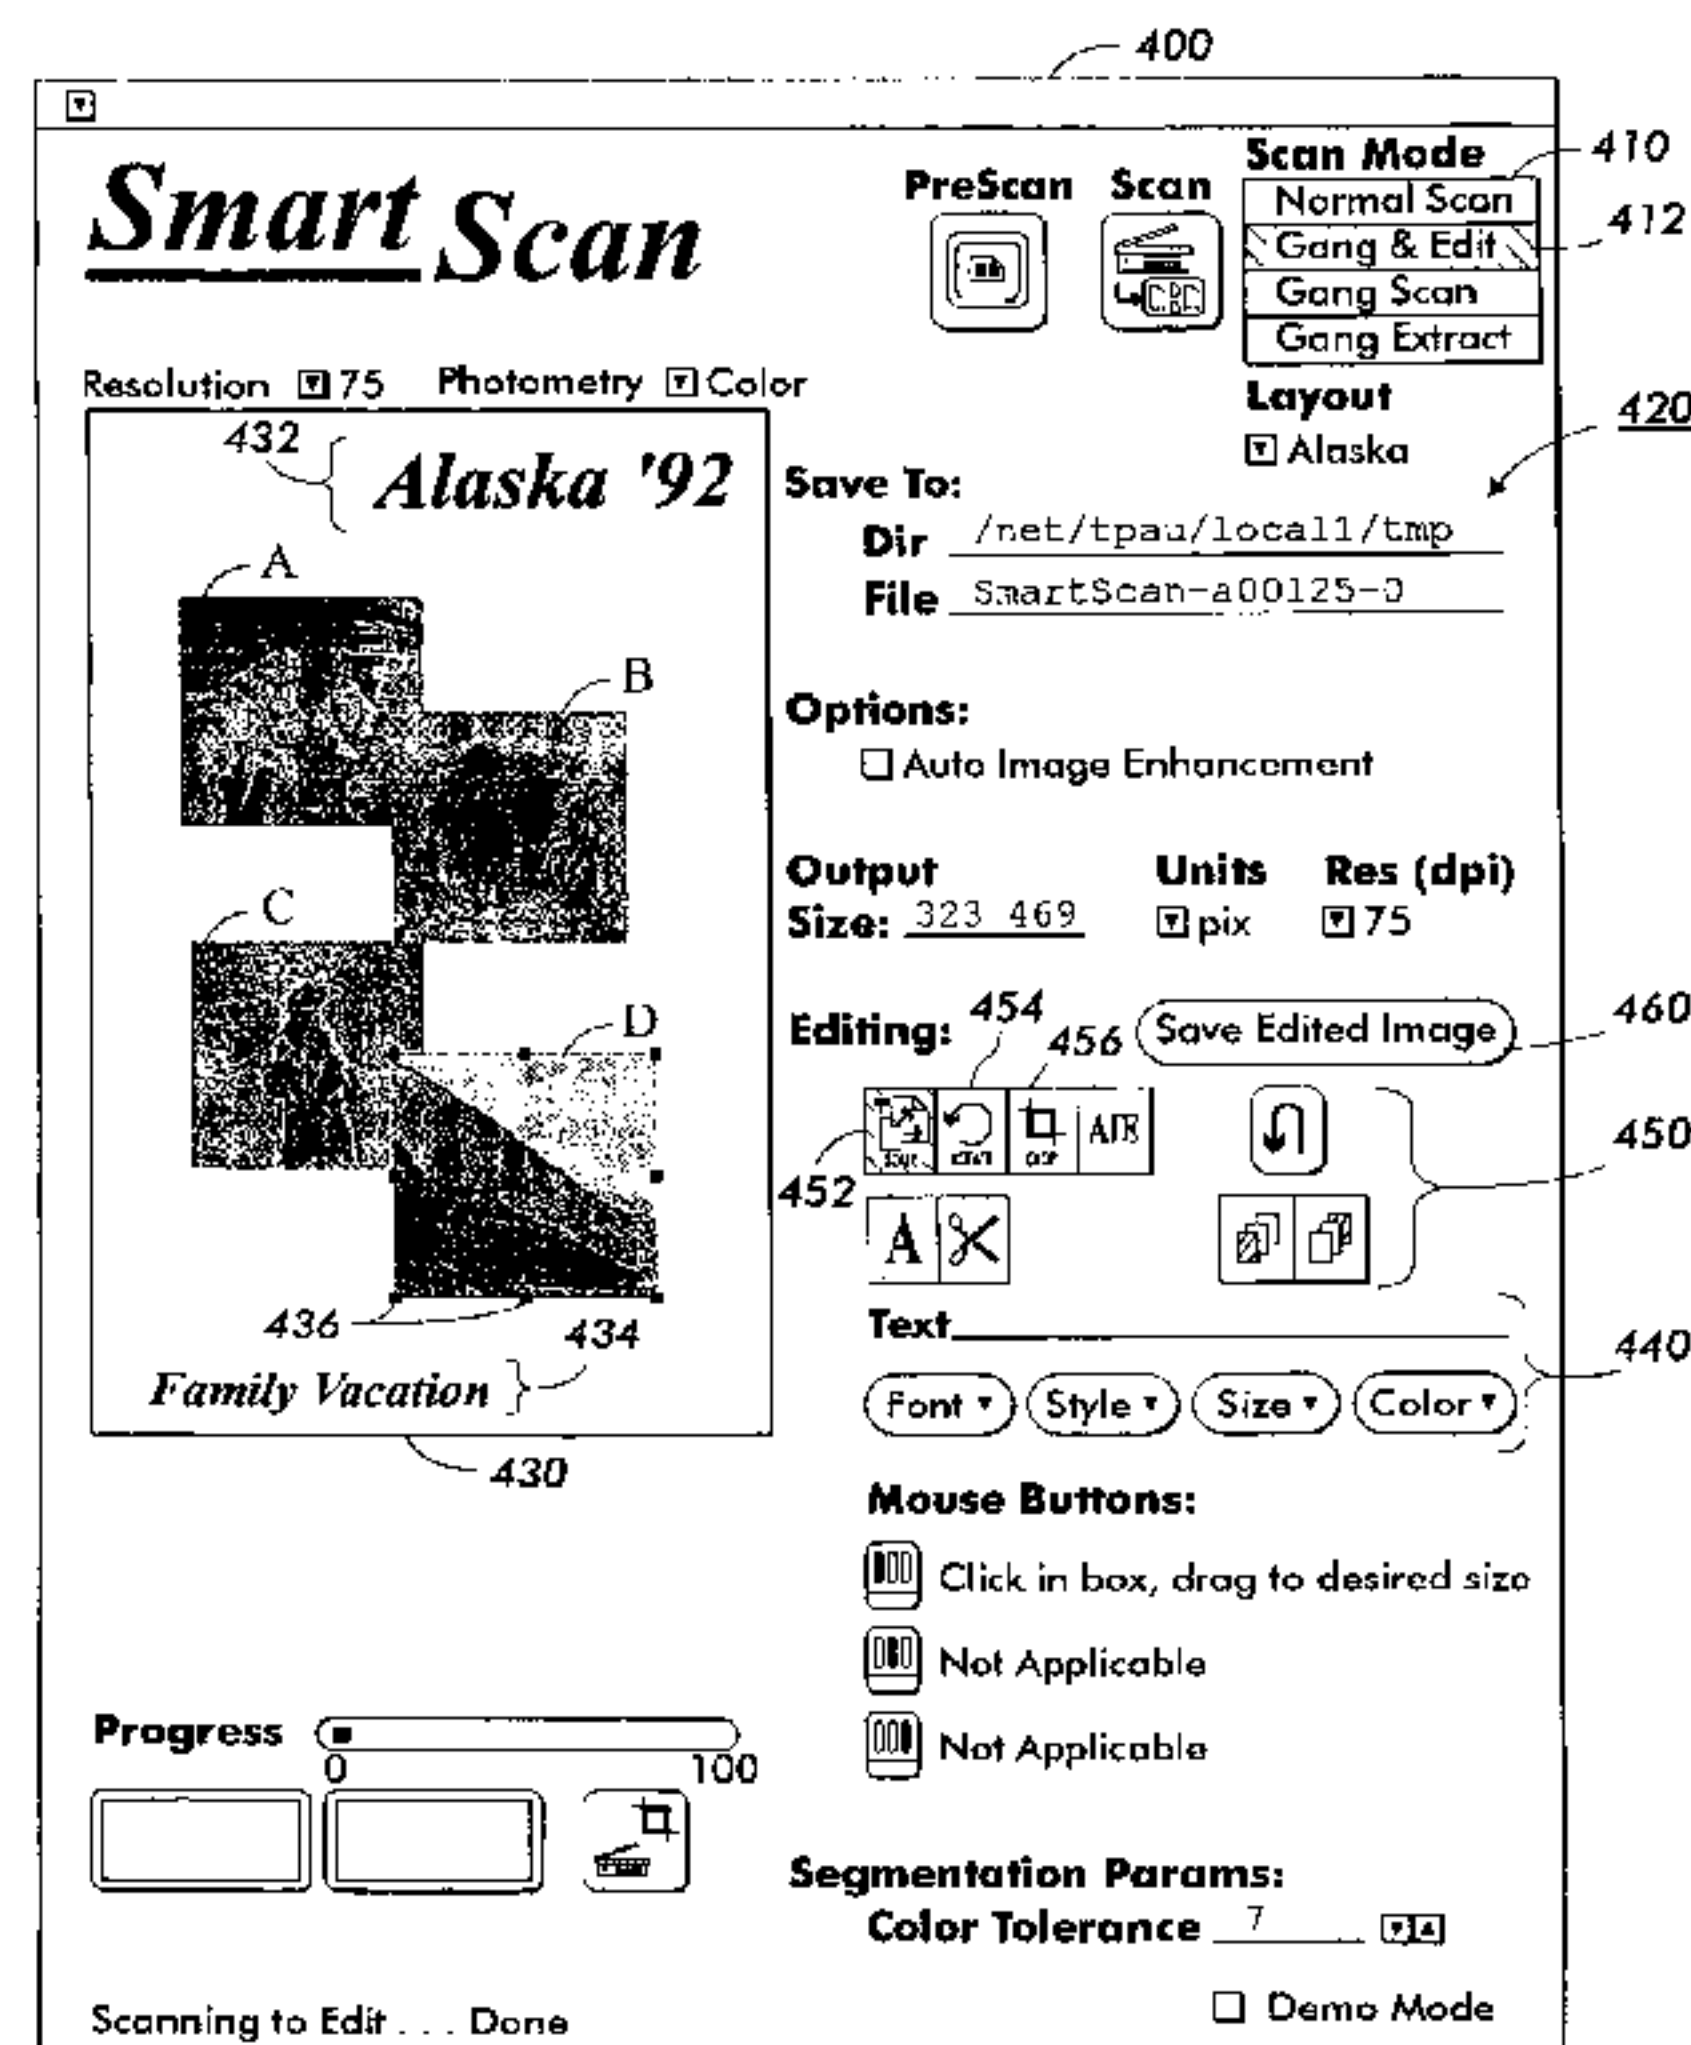 400
Smart Scan
PreScan
Scan
Scan Mode
410
Normal Scan
412
Gang & Edit
Gang Scan
Gang Extract
Resolution 75
Photometry Color
Layout
420
Alaska
432
Alaska '92
Save To:
Dir /net/tpau/local1/tmp
File SmartScan-a00125-0
A
B
Options:
Auto Image Enhancement
Output
Units
Res (dpi)
Size: 323 469
pix
75
C
D
Editing:
454
456
Save Edited Image
460
450
452
A
436
434
Text
440
Family Vacation
Font
Style
Size
Color
430
Mouse Buttons:
Click in box, drag to desired size
Not Applicable
Not Applicable
Progress
0
100
Segmentation Params:
Color Tolerance 7
Demo Mode
Scanning to Edit . . . Done